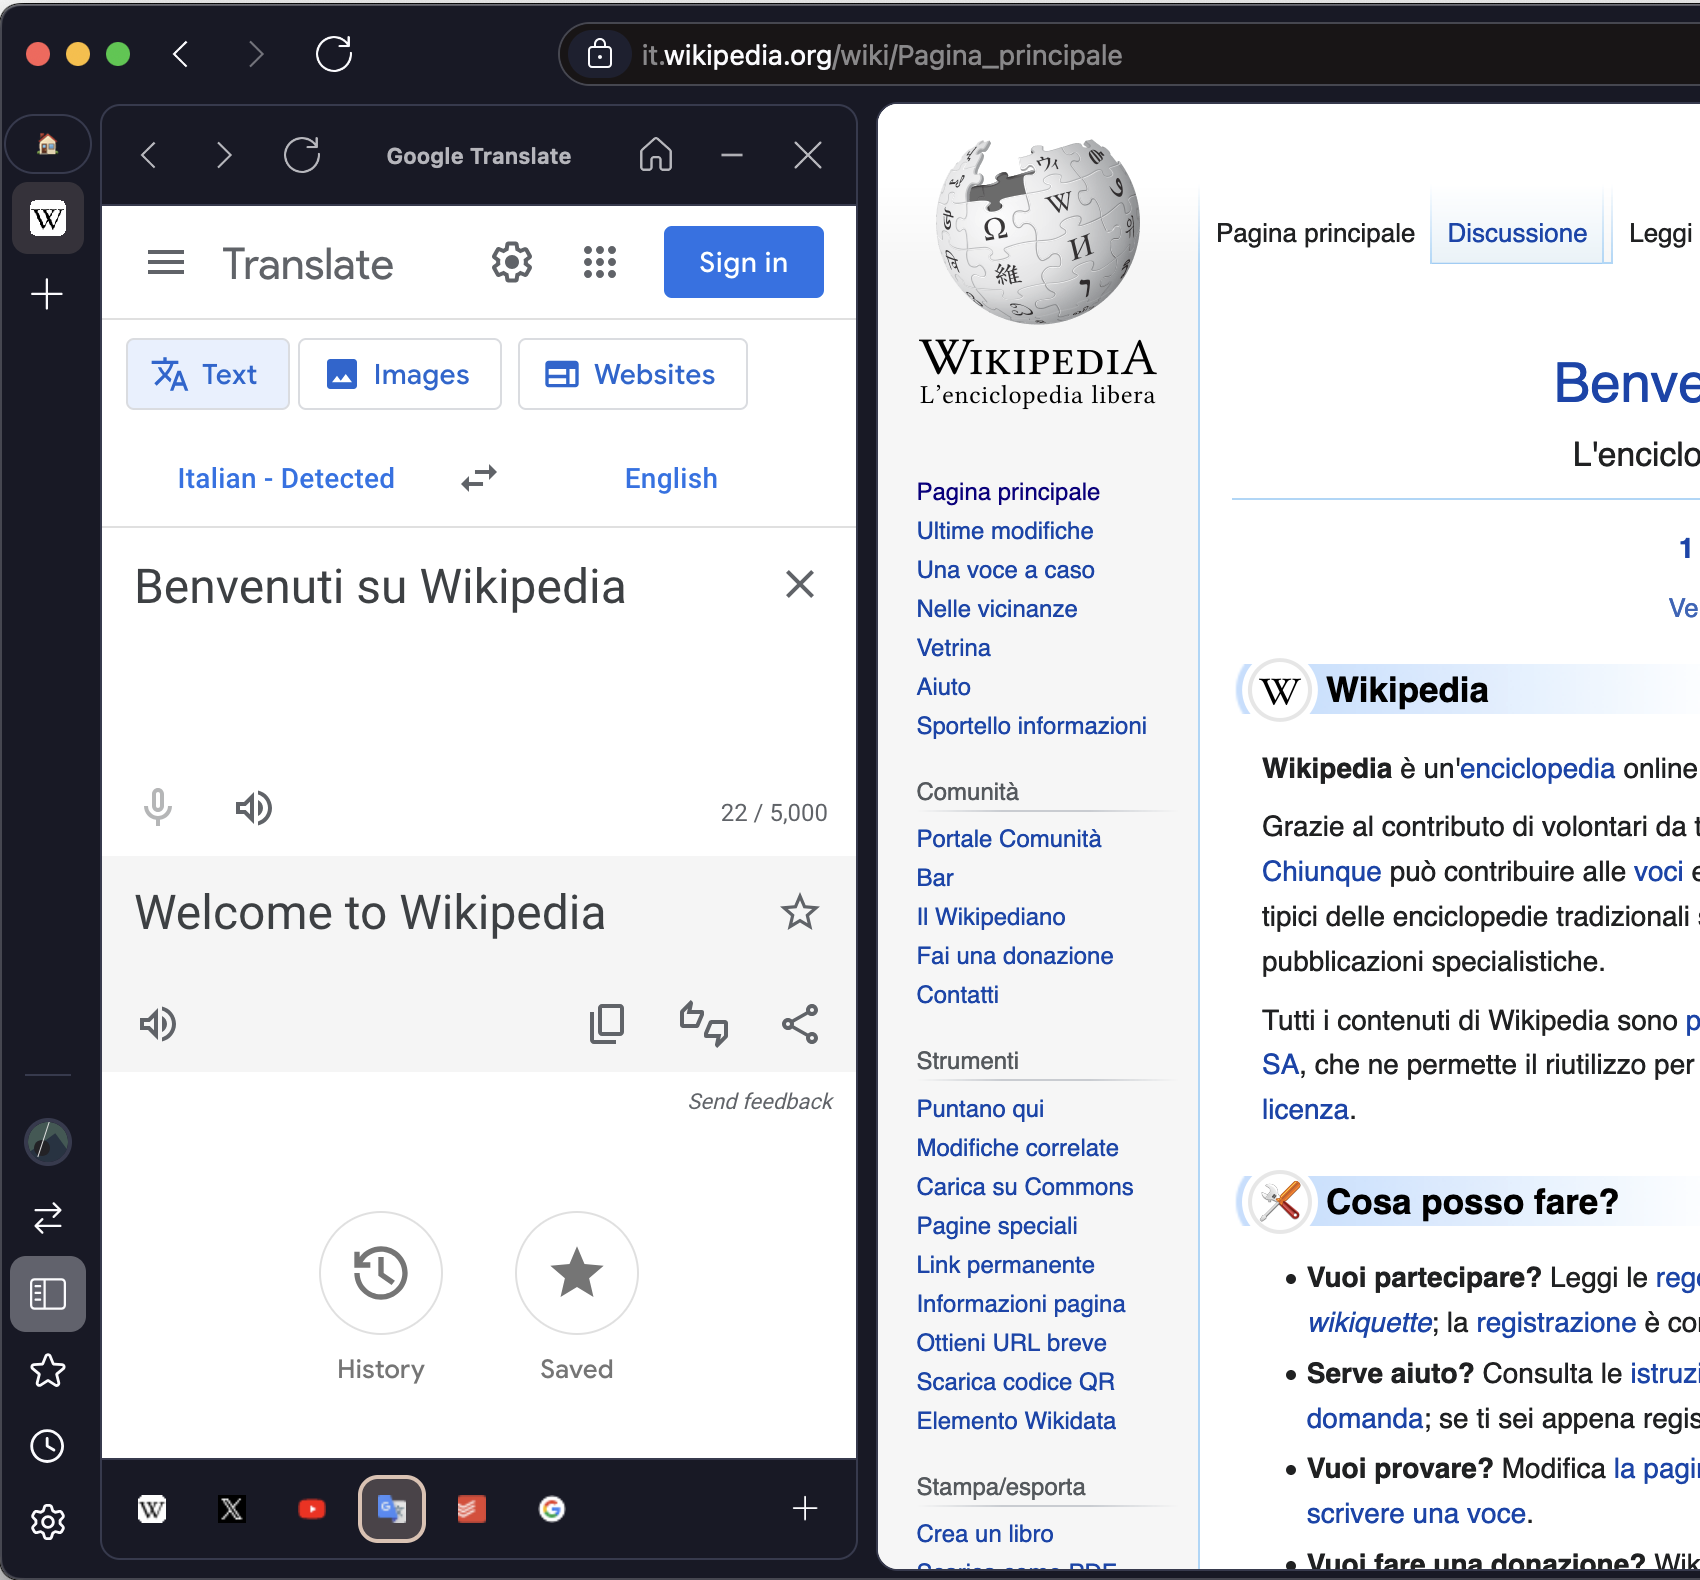 it.wikipedia.org/wiki/Pagina_principale
Google Translate
Translate
Sign in
Text
Images
Websites
Italian - Detected
English
Benvenuti su Wikipedia
22 / 5,000
Welcome to Wikipedia
Send feedback
History
Saved
WIKIPEDIA
L'enciclopedia libera
Pagina principale
Ultime modifiche
Una voce a caso
Nelle vicinanze
Vetrina
Aiuto
Sportello informazioni
Comunità
Portale Comunità
Bar
Il Wikipediano
Fai una donazione
Contatti
Strumenti
Puntano qui
Modifiche correlate
Carica su Commons
Pagine speciali
Link permanente
Informazioni pagina
Ottieni URL breve
Scarica codice QR
Elemento Wikidata
Stampa/esporta
Crea un libro
Scarica come PDF
Pagina principale
Discussione
Leggi
Benve
L'enciclo
1
Ve
Wikipedia
Wikipedia è un'enciclopedia online
Grazie al contributo di volontari da t
Chiunque può contribuire alle voci e
tipici delle enciclopedie tradizionali s
pubblicazioni specialistiche.
Tutti i contenuti di Wikipedia sono p
SA, che ne permette il riutilizzo per
licenza.
Cosa posso fare?
• Vuoi partecipare? Leggi le rego
wikiquette; la registrazione è con
• Serve aiuto? Consulta le istruzi
domanda; se ti sei appena regis
• Vuoi provare? Modifica la pagin
scrivere una voce.
• Vuoi fare una donazione? Wik